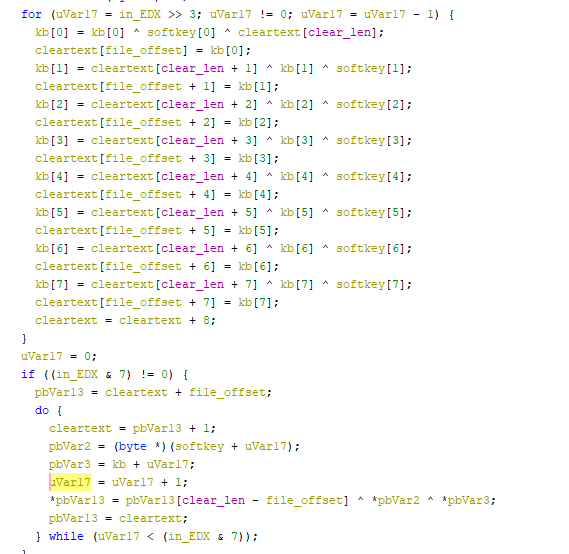 for (uVar17 = in_EDX >> 3; uVar17 != 0; uVar17 = uVar17 - 1) {
kb[0] = kb[0] ^ softkey[0] ^ cleartext[clear_len];
cleartext[file_offset] = kb[0];
kb[1] = cleartext[clear_len + 1] ^ kb[1] ^ softkey[1];
cleartext[file_offset + 1] = kb[1];
kb[2] = cleartext[clear_len + 2] ^ kb[2] ^ softkey[2];
cleartext[file_offset + 2] = kb[2];
kb[3] = cleartext[clear_len + 3] ^ kb[3] ^ softkey[3];
cleartext[file_offset + 3] = kb[3];
kb[4] = cleartext[clear_len + 4] ^ kb[4] ^ softkey[4];
cleartext[file_offset + 4] = kb[4];
kb[5] = cleartext[clear_len + 5] ^ kb[5] ^ softkey[5];
cleartext[file_offset + 5] = kb[5];
kb[6] = cleartext[clear_len + 6] ^ kb[6] ^ softkey[6];
cleartext[file_offset + 6] = kb[6];
kb[7] = cleartext[clear_len + 7] ^ kb[7] ^ softkey[7];
cleartext[file_offset + 7] = kb[7];
cleartext = cleartext + 8;
}
uVar17 = 0;
if ((in_EDX & 7) != 0) {
pbVar13 = cleartext + file_offset;
do {
cleartext = pbVar13 + 1;
pbVar2 = (byte *)(softkey + uVar17);
pbVar3 = kb + uVar17;
uVar17 = uVar17 + 1;
*pbVar13 = pbVar13[clear_len - file_offset] ^ *pbVar2 ^ *pbVar3;
pbVar13 = cleartext;
} while (uVar17 < (in_EDX & 7));